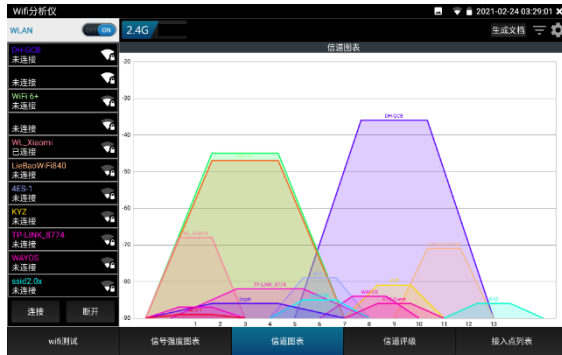 Wifi分析仪
2021-02-24 03:29:01
WLAN
ON
2.4G
生成文档
信道图表
DH-GCB
未连接
未连接
WiFi 6+
未连接
未连接
WL_Xiaomi
已连接
LieBaoWiFi840
未连接
4ES-1
未连接
KYZ
未连接
TP-LINK_8774
未连接
WAYOS
未连接
ssid2.0x
未连接
连接
断开
-20
-30
-40
-50
-60
-70
-80
-90
DH-GCB
WL_Xiaomi
TP-LINK_8774
WAYOS
KYZ
1 2 3 4 5 6 7 8 9 10 11 12 13
wifi测试
信号强度图表
信道图表
信道评级
接入点列表